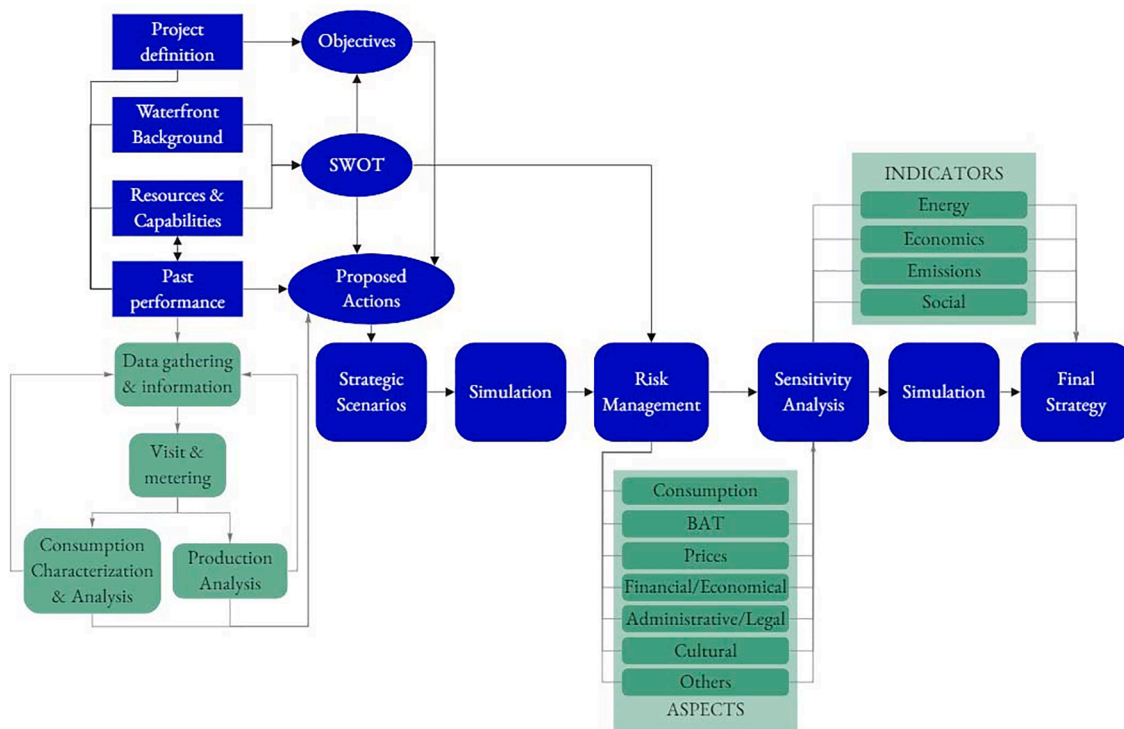 Project
definition
Objectives
Waterfront
Background
SWOT
Resources &
Capabilities
Past
performance
Proposed
Actions
Data gathering
& information
Visit &
metering
Consumption
Characterization
& Analysis
Production
Analysis
Strategic
Scenarios
Simulation
Risk
Management
Sensitivity
Analysis
Simulation
Final
Strategy
INDICATORS
Energy
Economics
Emissions
Social
Consumption
BAT
Prices
Financial/Economical
Administrative/Legal
Cultural
Others
ASPECTS